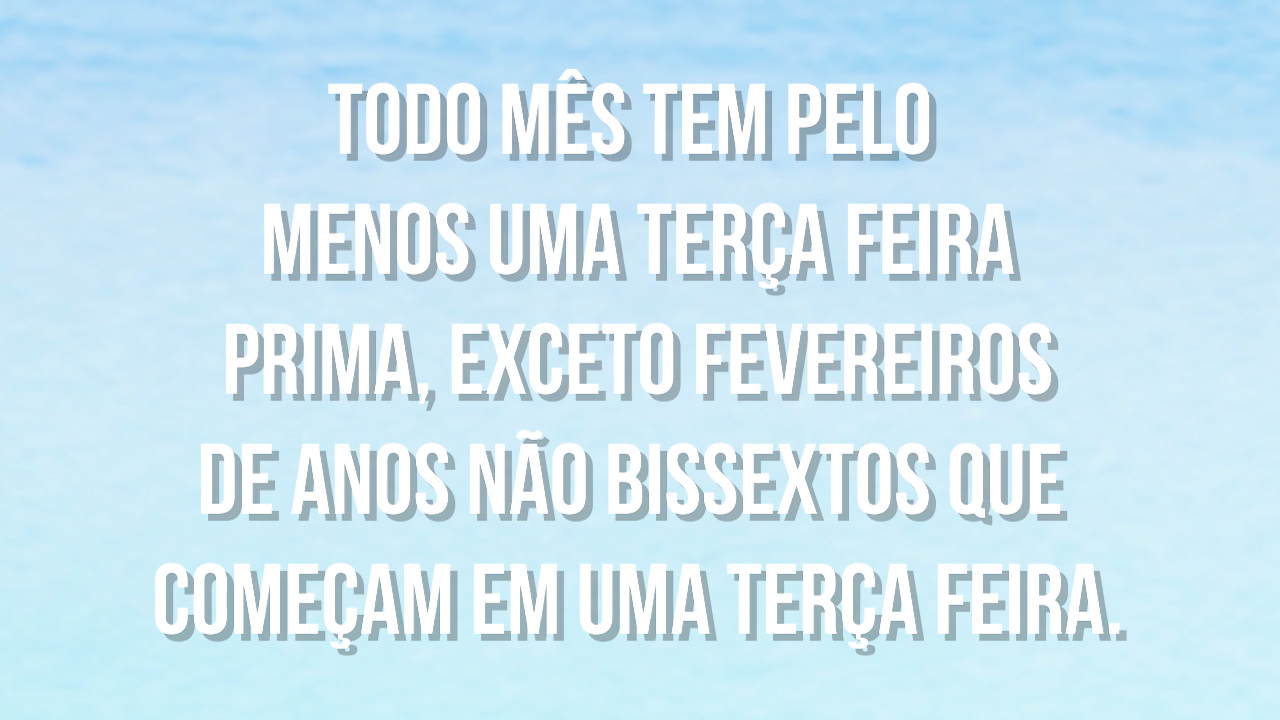 TODO MÊS TEM PELO
MENOS UMA TERÇA FEIRA
PRIMA, EXCETO FEVEREIROS
DE ANOS NÃO BISSEXTOS QUE
COMEÇAM EM UMA TERÇA FEIRA.